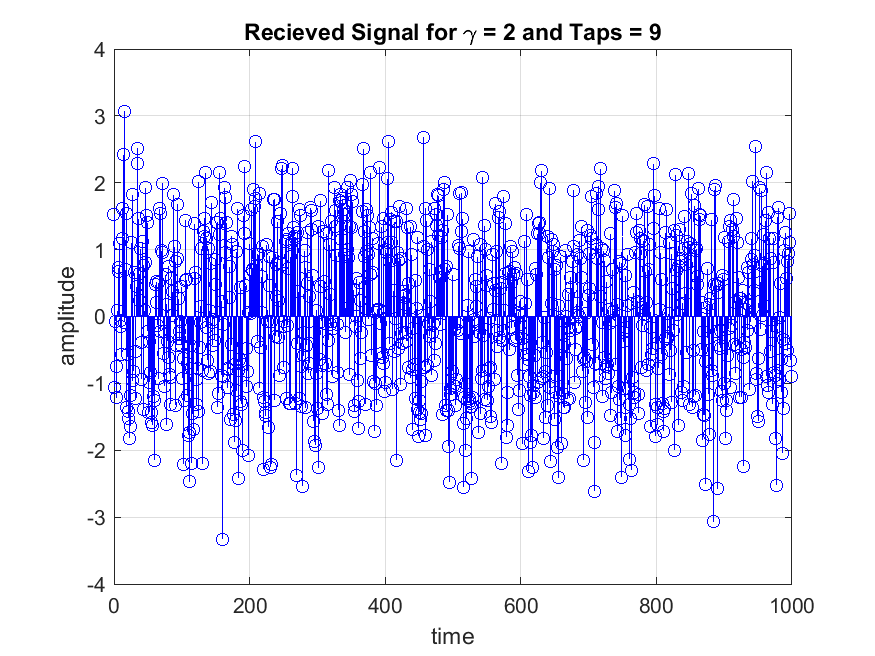 Recieved Signal for γ = 2 and Taps = 9
4
3
2
1
0
-1
-2
-3
-4
amplitude
0 200 400 600 800 1000
time